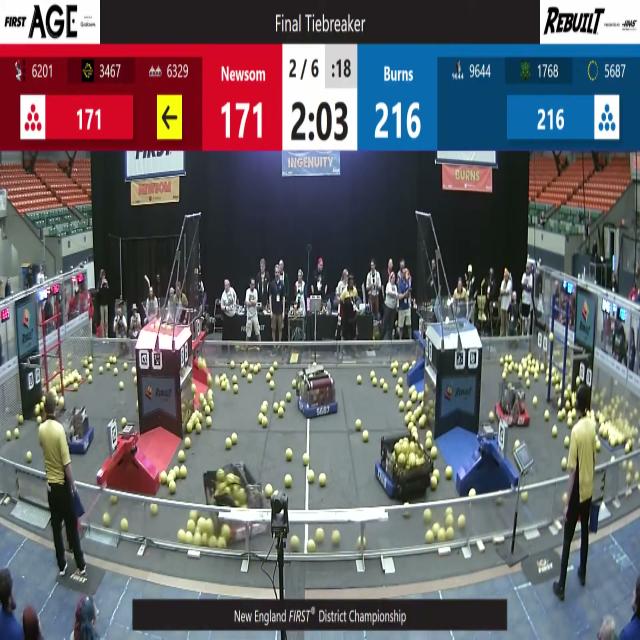 FIRST AGE
Final Tiebreaker
REBUILT
6201 3467 6329
Newsom
2 / 6 :18
Burns
9644 1768 5687
171
171
2:03
216
216
INGENUITY
NEWSOM
BURNS
5687
New England FIRST® District Championship